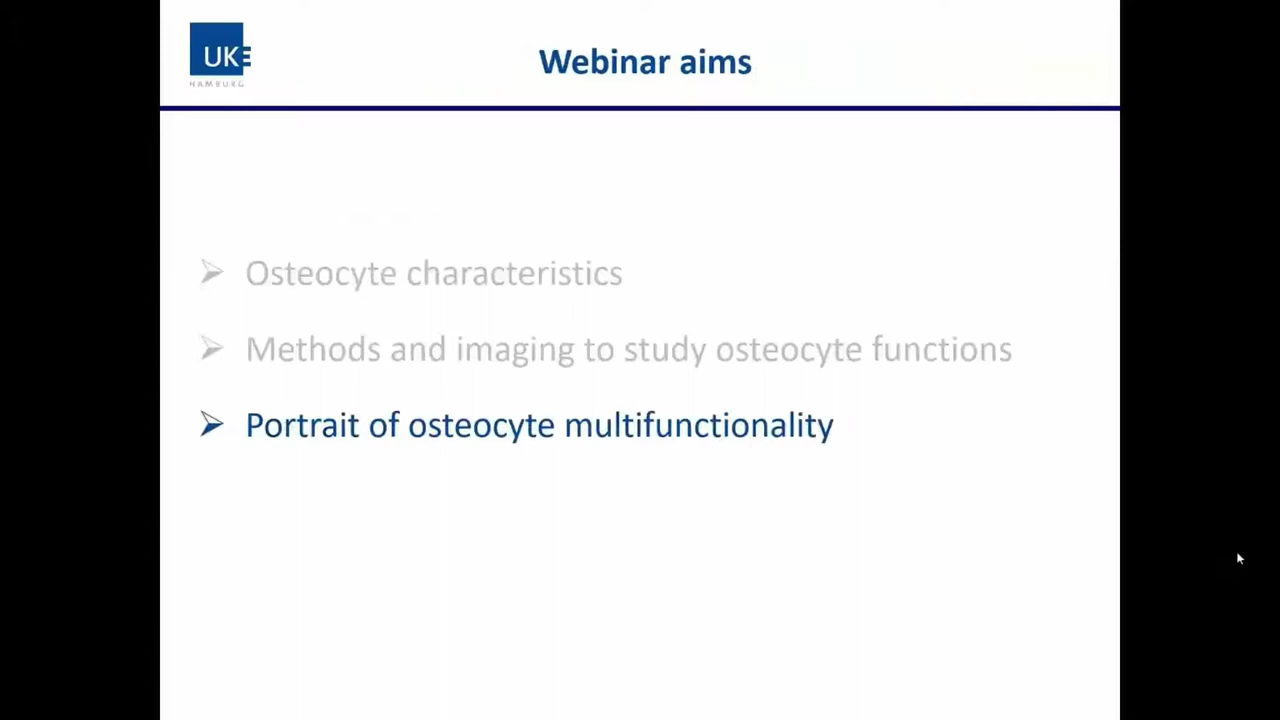 UKE
HAMBURG
Webinar aims
Osteocyte characteristics
Methods and imaging to study osteocyte functions
Portrait of osteocyte multifunctionality